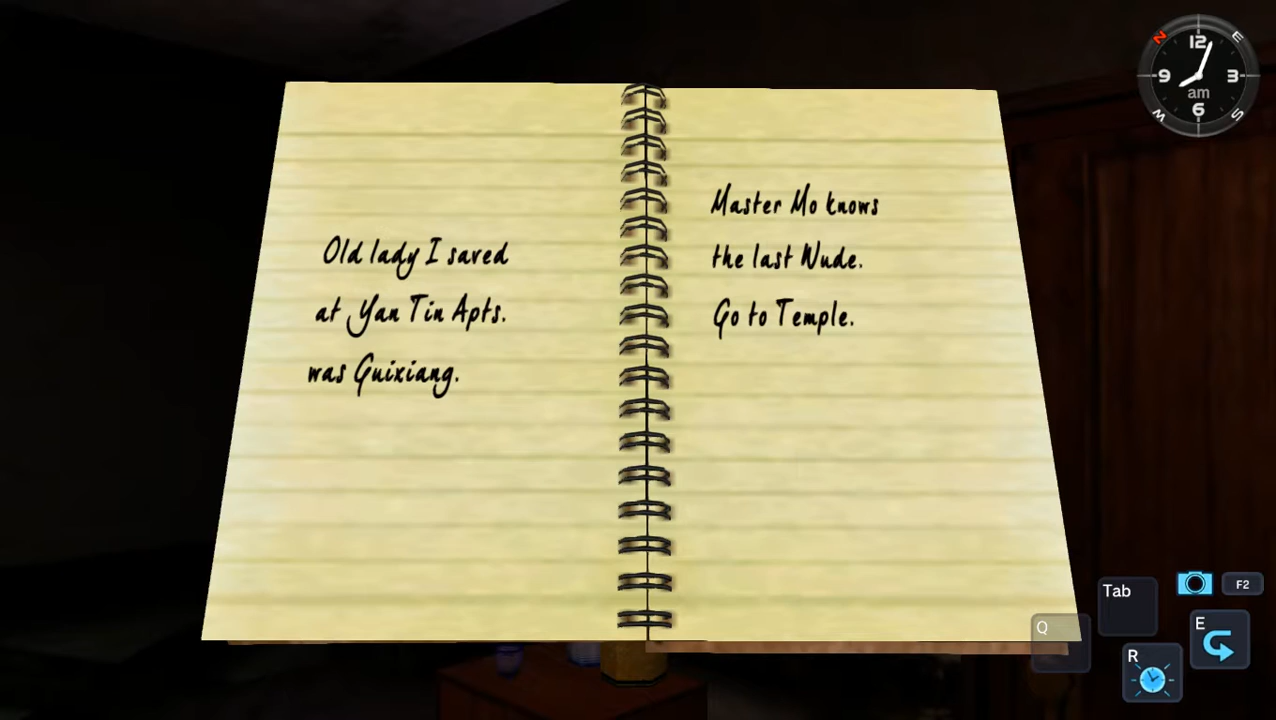 Old lady I saved
at Yan Tin Apts.
was Guixiang.
Master Mo knows
the last Wude.
Go to Temple.
N
E
S
W
12
3
6
9
am
Tab
F2
Q
E
R